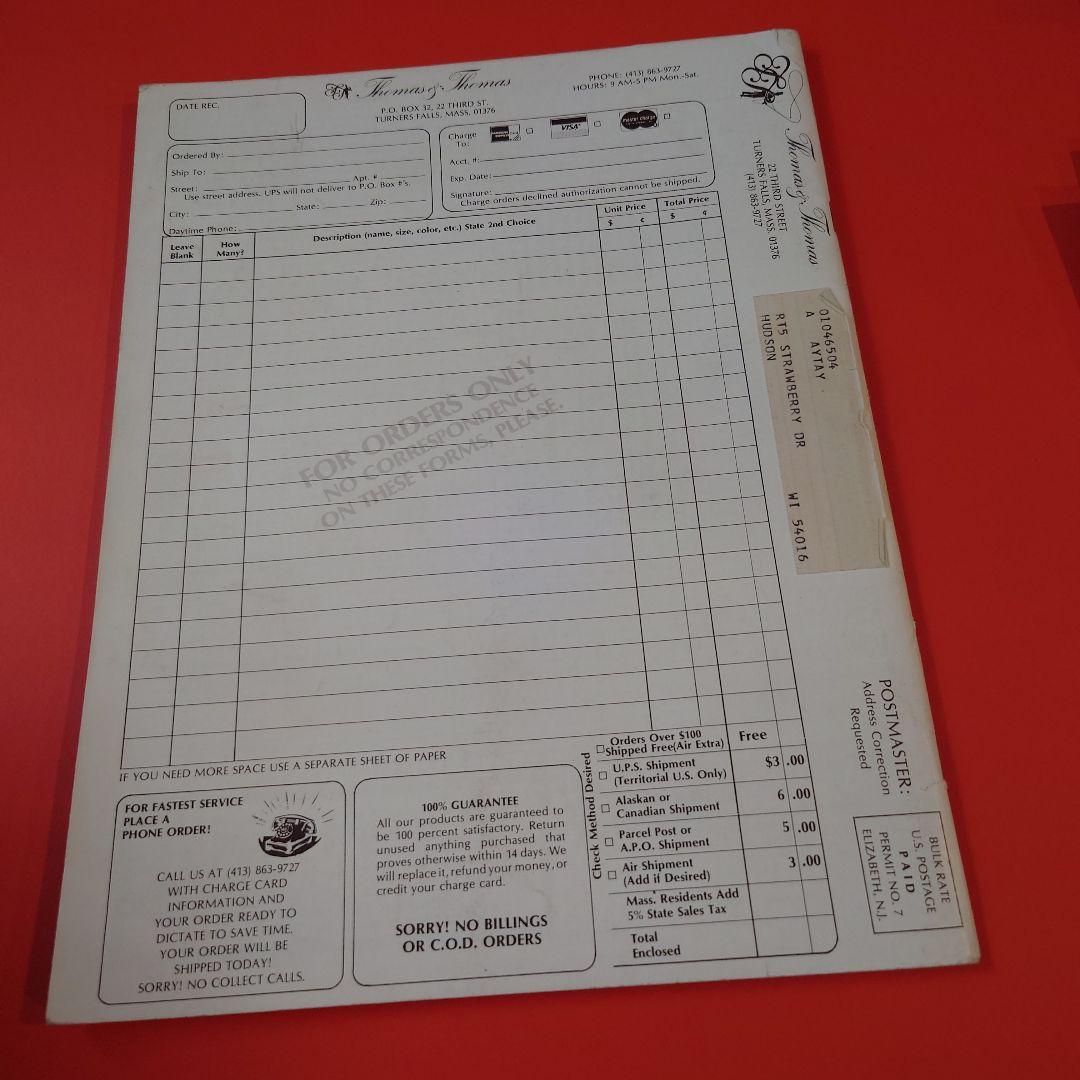 DATE REC.
Thomas & Thomas
P.O. BOX 32, 22 THIRD ST.
TURNERS FALLS, MASS. 01376
PHONE: (413) 863-9727
HOURS: 9 AM-5 PM Mon.-Sat.
Ordered By:
Ship To:
Street: Apt. #
Use street address. UPS will not deliver to P.O. Box #'s.
City: State: Zip:
Daytime Phone:
Charge
To:
VISA
master charge
Acct. #:
Exp. Date:
Signature:
Charge orders declined authorization cannot be shipped.
Leave
Blank
How
Many?
Description (name, size, color, etc.) State 2nd Choice
Unit Price
$ ¢
Total Price
$ ¢
FOR ORDERS ONLY
NO CORRESPONDENCE
ON THESE FORMS, PLEASE.
IF YOU NEED MORE SPACE USE A SEPARATE SHEET OF PAPER
FOR FASTEST SERVICE
PLACE A
PHONE ORDER!
CALL US AT (413) 863-9727
WITH CHARGE CARD
INFORMATION AND
YOUR ORDER READY TO
DICTATE TO SAVE TIME.
YOUR ORDER WILL BE
SHIPPED TODAY!
SORRY! NO COLLECT CALLS.
100% GUARANTEE
All our products are guaranteed to
be 100 percent satisfactory. Return
unused anything purchased that
proves otherwise within 14 days. We
will replace it, refund your money, or
credit your charge card.
SORRY! NO BILLINGS
OR C.O.D. ORDERS
Check Method Desired
Orders Over $100
Shipped Free(Air Extra) Free
U.P.S. Shipment
(Territorial U.S. Only) $3 .00
Alaskan or
Canadian Shipment 6 .00
Parcel Post or
A.P.O. Shipment 5 .00
Air Shipment
(Add if Desired) 3 .00
Mass. Residents Add
5% State Sales Tax
Total
Enclosed
Thomas & Thomas
22 THIRD STREET
TURNERS FALLS, MASS. 01376
(413) 863-9727
01046504
A AYTAY
RT5 STRAWBERRY DR
HUDSON WI 54016
POSTMASTER:
Address Correction
Requested
BULK RATE
U.S. POSTAGE
PAID
PERMIT NO. 7
ELIZABETH, N.J.